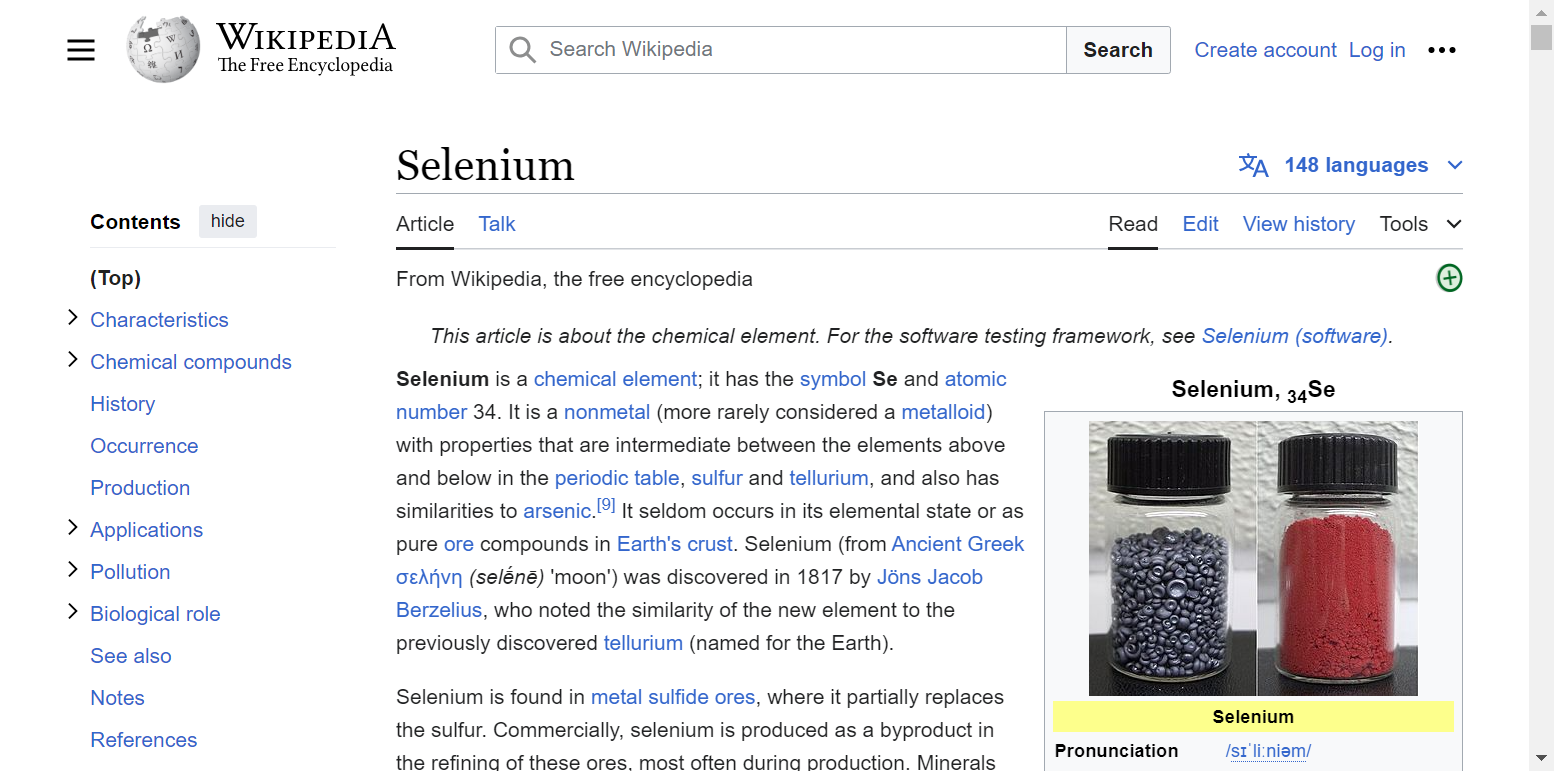 WIKIPEDIA
The Free Encyclopedia
Search Wikipedia
Search
Create account Log in
Selenium
148 languages
Contents hide
(Top)
Characteristics
Chemical compounds
History
Occurrence
Production
Applications
Pollution
Biological role
See also
Notes
References
Article Talk
Read Edit View history Tools
From Wikipedia, the free encyclopedia
This article is about the chemical element. For the software testing framework, see Selenium (software).
Selenium is a chemical element; it has the symbol Se and atomic
number 34. It is a nonmetal (more rarely considered a metalloid)
with properties that are intermediate between the elements above
and below in the periodic table, sulfur and tellurium, and also has
similarities to arsenic.[9] It seldom occurs in its elemental state or as
pure ore compounds in Earth's crust. Selenium (from Ancient Greek
σελήνη (selḗnē) 'moon') was discovered in 1817 by Jöns Jacob
Berzelius, who noted the similarity of the new element to the
previously discovered tellurium (named for the Earth).
Selenium is found in metal sulfide ores, where it partially replaces
the sulfur. Commercially, selenium is produced as a byproduct in
the refining of these ores, most often during production. Minerals
Selenium, 34Se
Selenium
Pronunciation /sɪˈliːniəm/